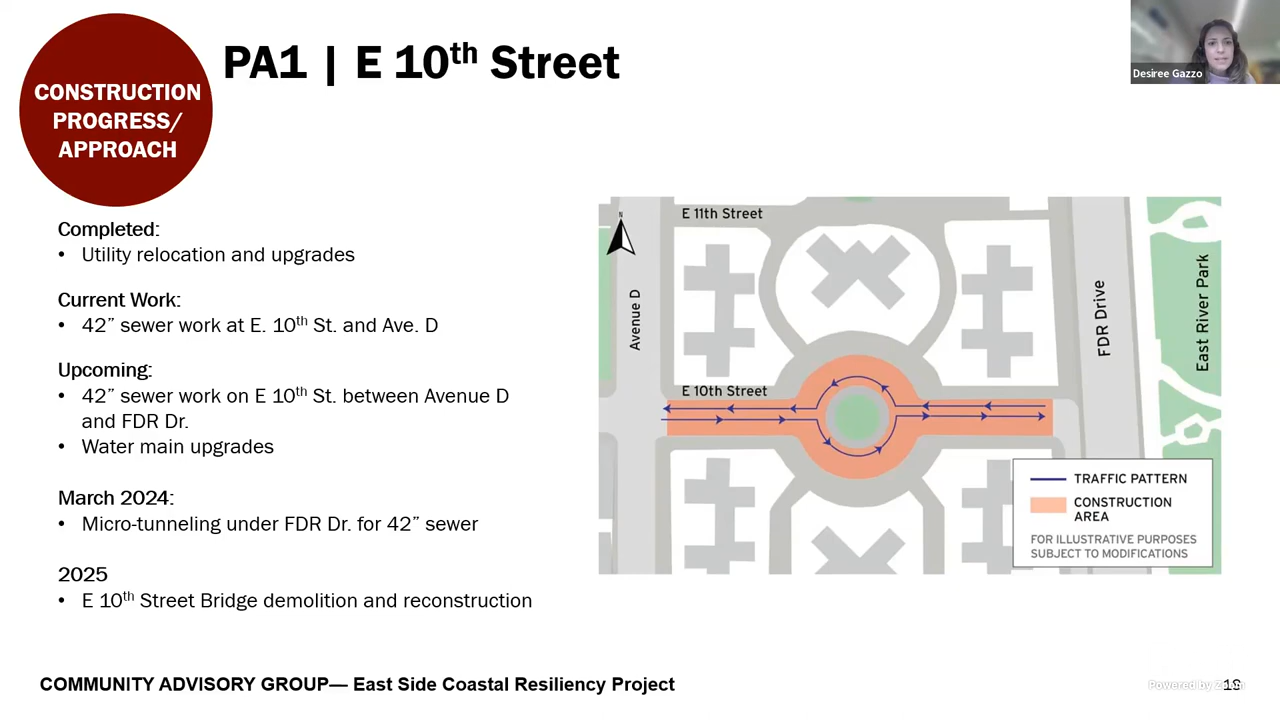 CONSTRUCTION
PROGRESS/
APPROACH
PA1 | E 10th Street
Desiree Gazzo
Completed:
• Utility relocation and upgrades
Current Work:
• 42” sewer work at E. 10th St. and Ave. D
Upcoming:
• 42” sewer work on E 10th St. between Avenue D
and FDR Dr.
• Water main upgrades
March 2024:
• Micro-tunneling under FDR Dr. for 42” sewer
2025
• E 10th Street Bridge demolition and reconstruction
N
E 11th Street
Avenue D
E 10th Street
FDR Drive
East River Park
TRAFFIC PATTERN
CONSTRUCTION
AREA
FOR ILLUSTRATIVE PURPOSES
SUBJECT TO MODIFICATIONS
COMMUNITY ADVISORY GROUP— East Side Coastal Resiliency Project
Powered by Zoom